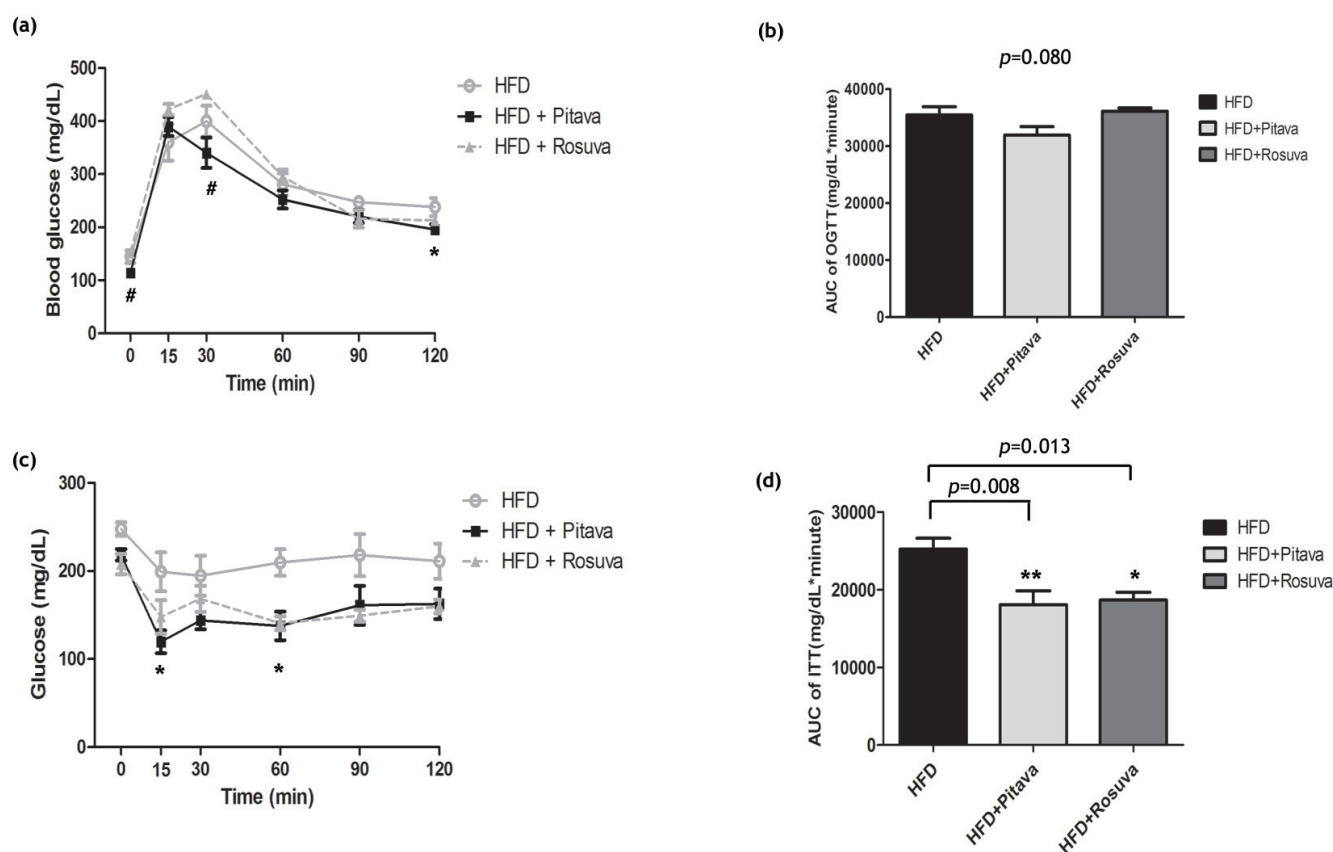 (a)
Blood glucose (mg/dL)
500
400
300
200
100
0
#
#
*
0 15 30 60 90 120
Time (min)
HFD
HFD + Pitava
HFD + Rosuva
(b)
p=0.080
AUC of OGTT(mg/dL*minute)
40000
30000
20000
10000
0
HFD
HFD+Pitava
HFD+Rosuva
HFD
HFD+Pitava
HFD+Rosuva
(c)
Glucose (mg/dL)
300
200
100
0
*
*
0 15 30 60 90 120
Time (min)
HFD
HFD + Pitava
HFD + Rosuva
(d)
p=0.013
p=0.008
AUC of ITT(mg/dL*minute)
30000
20000
10000
0
**
*
HFD
HFD+Pitava
HFD+Rosuva
HFD
HFD+Pitava
HFD+Rosuva